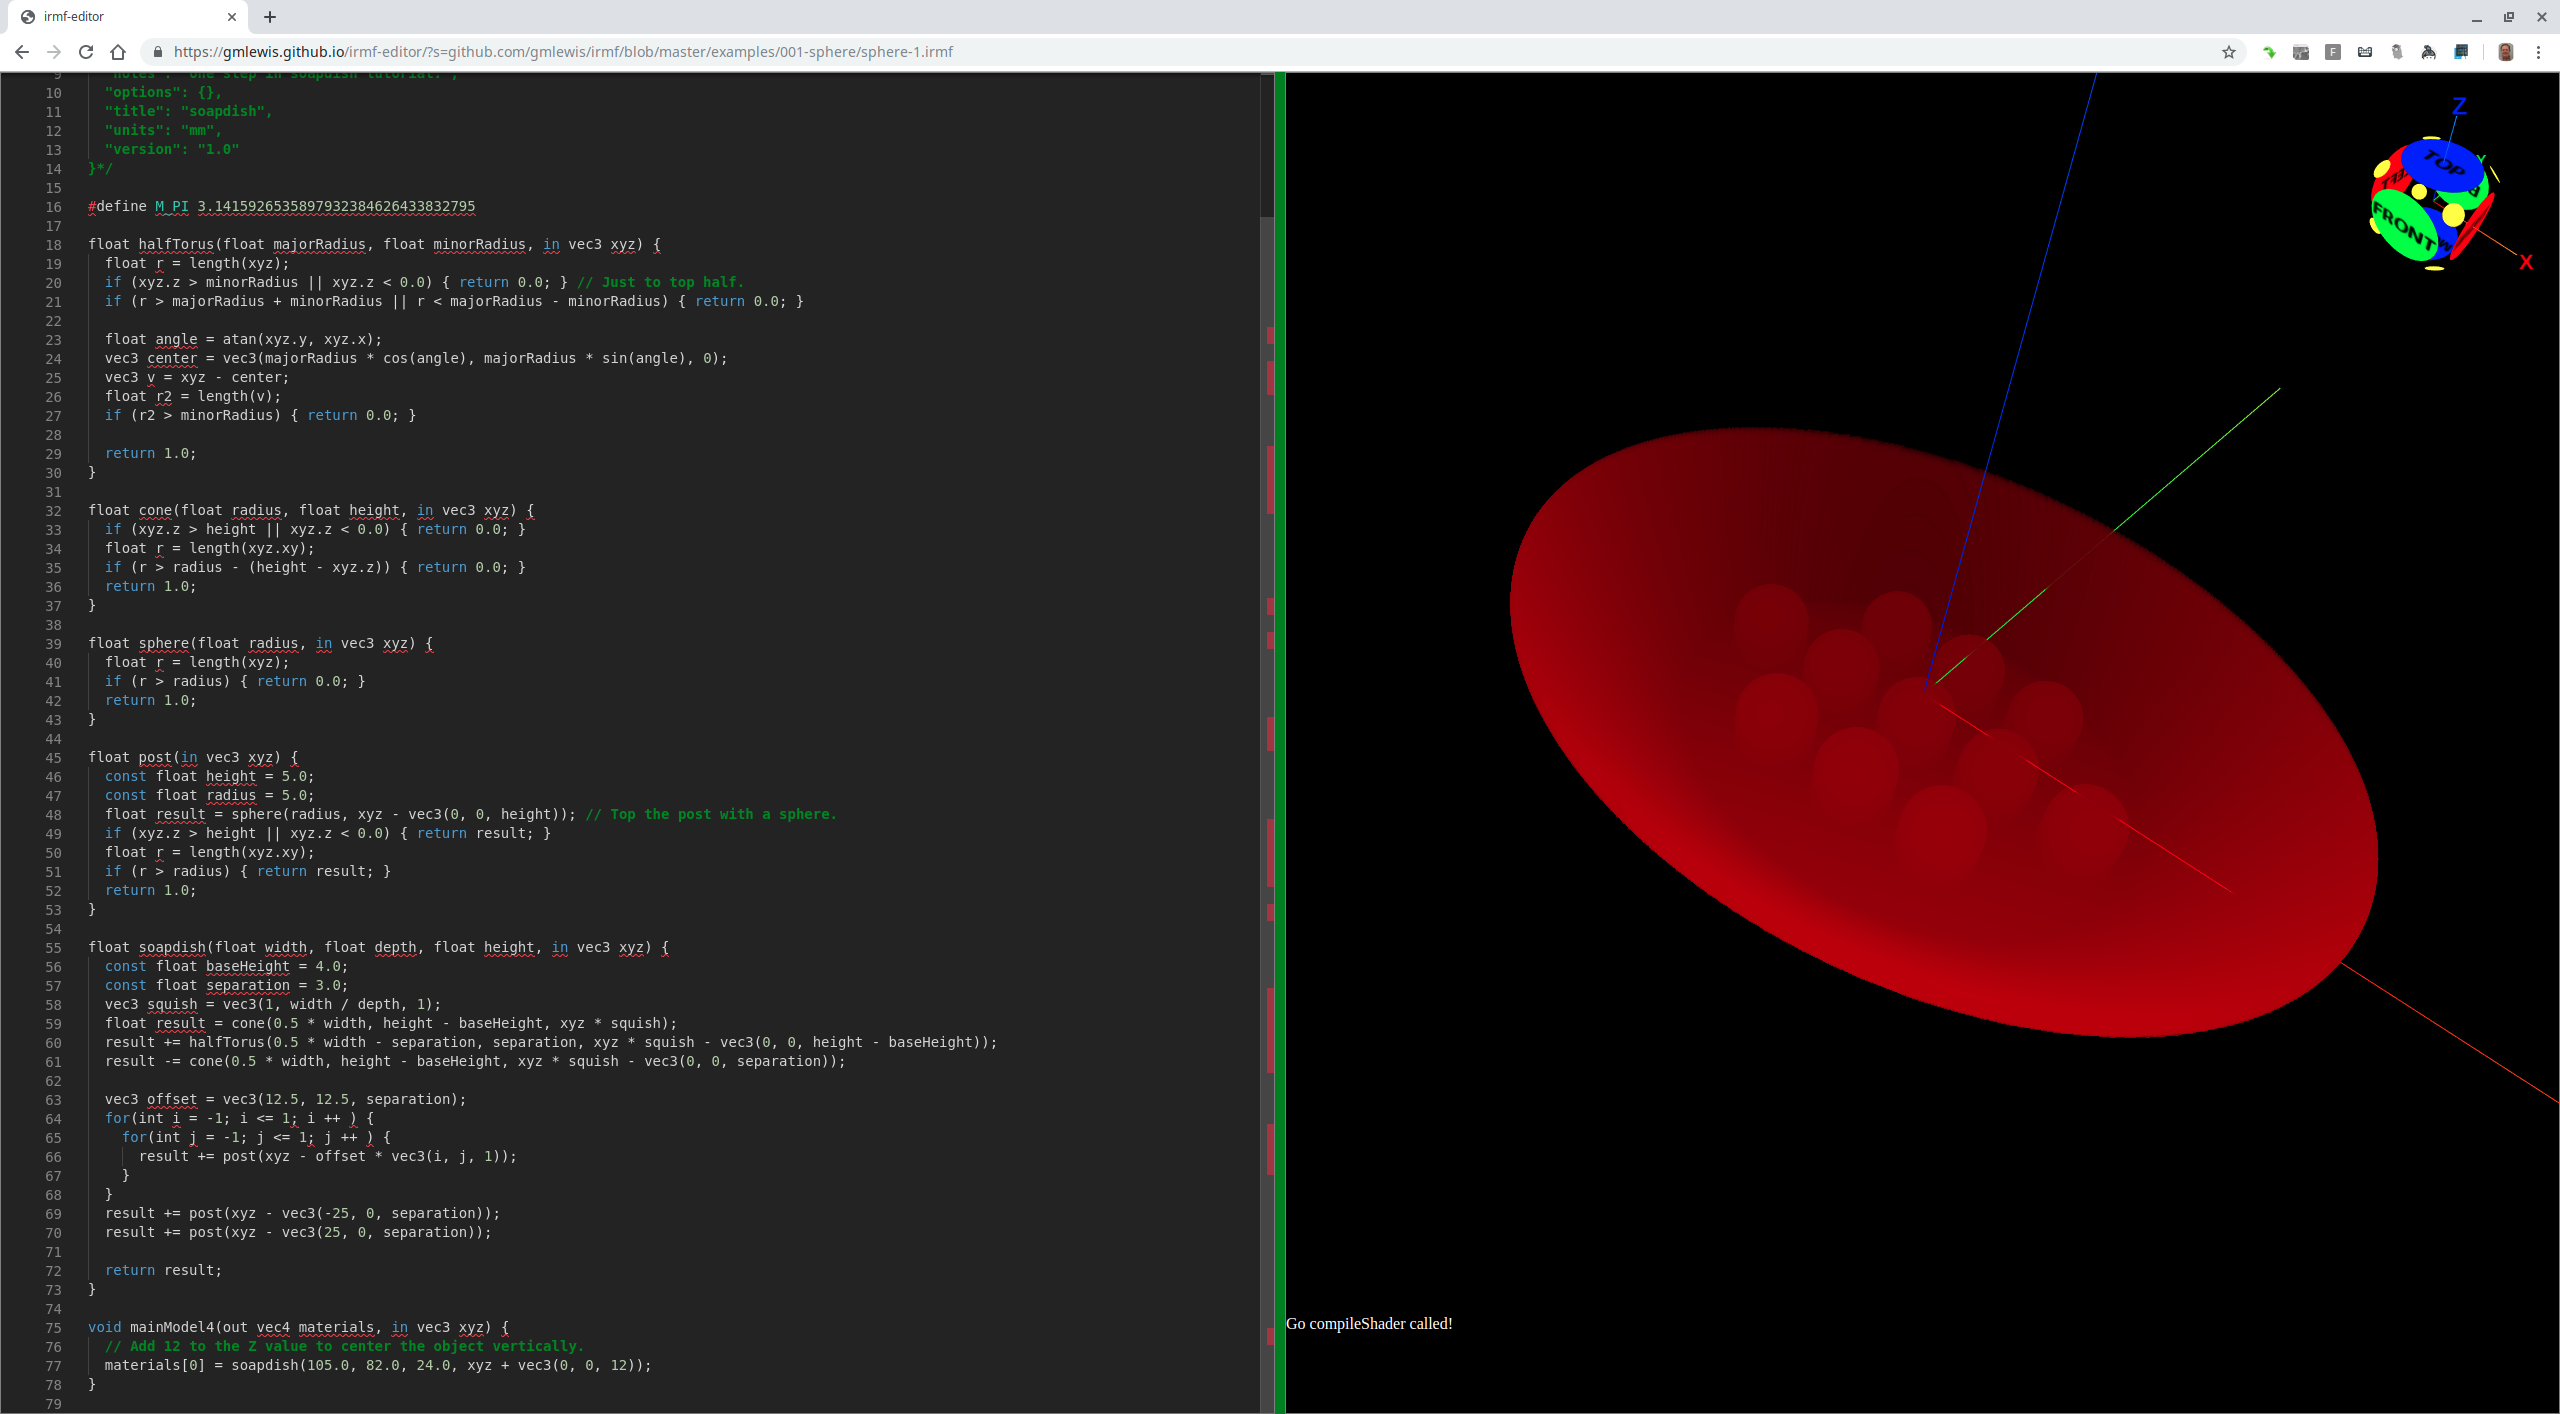 irmf-editor
https://gmlewis.github.io/irmf-editor/?s=github.com/gmlewis/irmf/blob/master/examples/001-sphere/sphere-1.irmf
9 "notes": "one step in soapdish tutorial.",
10 "options": {},
11 "title": "soapdish",
12 "units": "mm",
13 "version": "1.0"
14 }*/
15
16 #define M_PI 3.1415926535897932384626433832795
17
18 float halfTorus(float majorRadius, float minorRadius, in vec3 xyz) {
19 float r = length(xyz);
20 if (xyz.z > minorRadius || xyz.z < 0.0) { return 0.0; } // Just to top half.
21 if (r > majorRadius + minorRadius || r < majorRadius - minorRadius) { return 0.0; }
22
23 float angle = atan(xyz.y, xyz.x);
24 vec3 center = vec3(majorRadius * cos(angle), majorRadius * sin(angle), 0);
25 vec3 v = xyz - center;
26 float r2 = length(v);
27 if (r2 > minorRadius) { return 0.0; }
28
29 return 1.0;
30 }
31
32 float cone(float radius, float height, in vec3 xyz) {
33 if (xyz.z > height || xyz.z < 0.0) { return 0.0; }
34 float r = length(xyz.xy);
35 if (r > radius - (height - xyz.z)) { return 0.0; }
36 return 1.0;
37 }
38
39 float sphere(float radius, in vec3 xyz) {
40 float r = length(xyz);
41 if (r > radius) { return 0.0; }
42 return 1.0;
43 }
44
45 float post(in vec3 xyz) {
46 const float height = 5.0;
47 const float radius = 5.0;
48 float result = sphere(radius, xyz - vec3(0, 0, height)); // Top the post with a sphere.
49 if (xyz.z > height || xyz.z < 0.0) { return result; }
50 float r = length(xyz.xy);
51 if (r > radius) { return result; }
52 return 1.0;
53 }
54
55 float soapdish(float width, float depth, float height, in vec3 xyz) {
56 const float baseHeight = 4.0;
57 const float separation = 3.0;
58 vec3 squish = vec3(1, width / depth, 1);
59 float result = cone(0.5 * width, height - baseHeight, xyz * squish);
60 result += halfTorus(0.5 * width - separation, separation, xyz * squish - vec3(0, 0, height - baseHeight));
61 result -= cone(0.5 * width, height - baseHeight, xyz * squish - vec3(0, 0, separation));
62
63 vec3 offset = vec3(12.5, 12.5, separation);
64 for(int i = -1; i <= 1; i ++ ) {
65 for(int j = -1; j <= 1; j ++ ) {
66 result += post(xyz - offset * vec3(i, j, 1));
67 }
68 }
69 result += post(xyz - vec3(-25, 0, separation));
70 result += post(xyz - vec3(25, 0, separation));
71
72 return result;
73 }
74
75 void mainModel4(out vec4 materials, in vec3 xyz) {
76 // Add 12 to the Z value to center the object vertically.
77 materials[0] = soapdish(105.0, 82.0, 24.0, xyz + vec3(0, 0, 12));
78 }
79
Z
TOP
Y
FRONT
X
Go compileShader called!